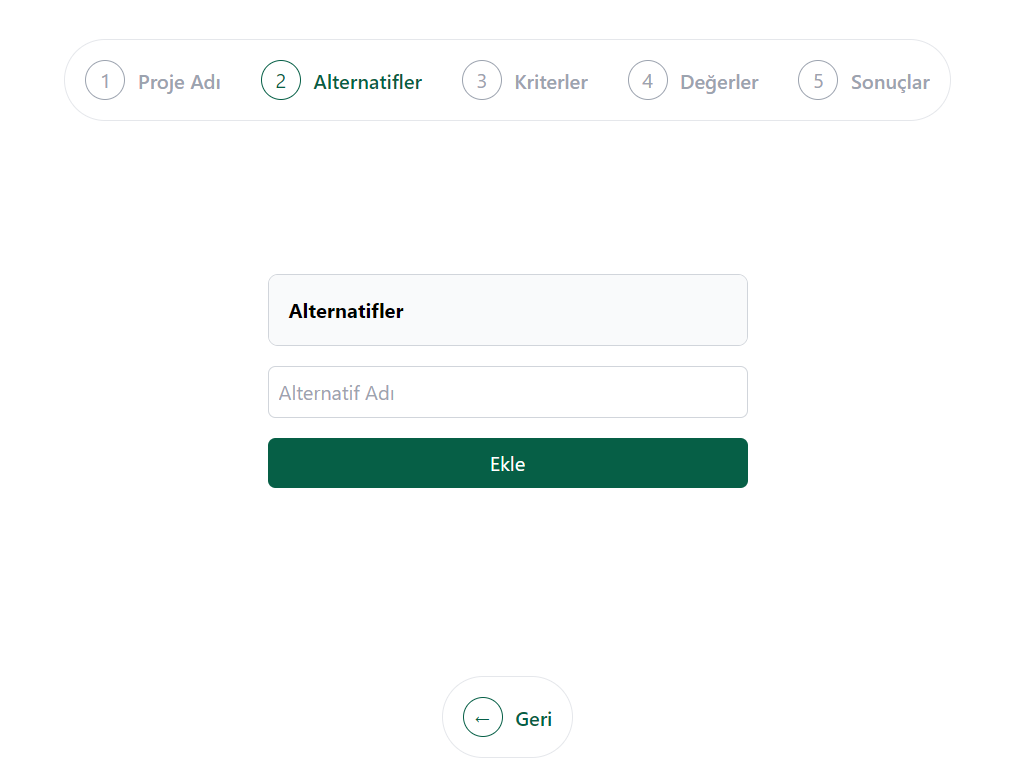 1 Proje Adı 2 Alternatifler 3 Kriterler 4 Değerler 5 Sonuçlar
Alternatifler
Alternatif Adı
Ekle
← Geri